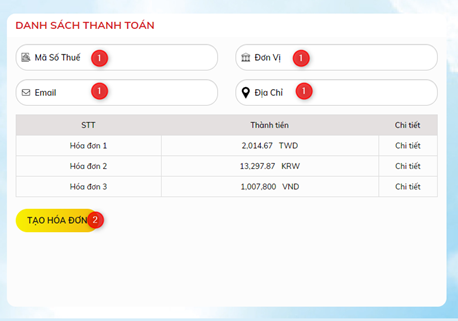 DANH SÁCH THANH TOÁN
Mã Số Thuế 1 Đơn Vị 1
Email 1 Địa Chỉ 1
STT Thành tiền Chi tiết
Hóa đơn 1 2,014.67 TWD Chi tiết
Hóa đơn 2 13,297.87 KRW Chi tiết
Hóa đơn 3 1,007,800 VND Chi tiết
TẠO HÓA ĐƠN 2